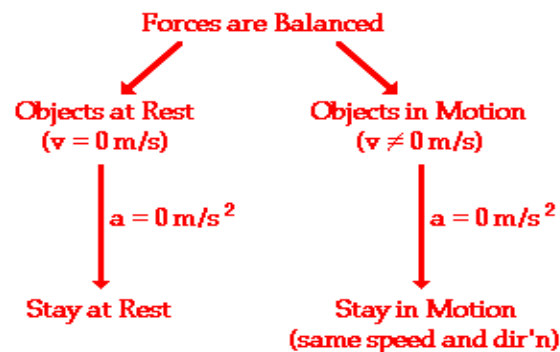 Forces are Balanced
Objects at Rest
(v = 0 m/s)
Objects in Motion
(v ≠ 0 m/s)
a = 0 m/s²
a = 0 m/s²
Stay at Rest
Stay in Motion
(same speed and dir'n)